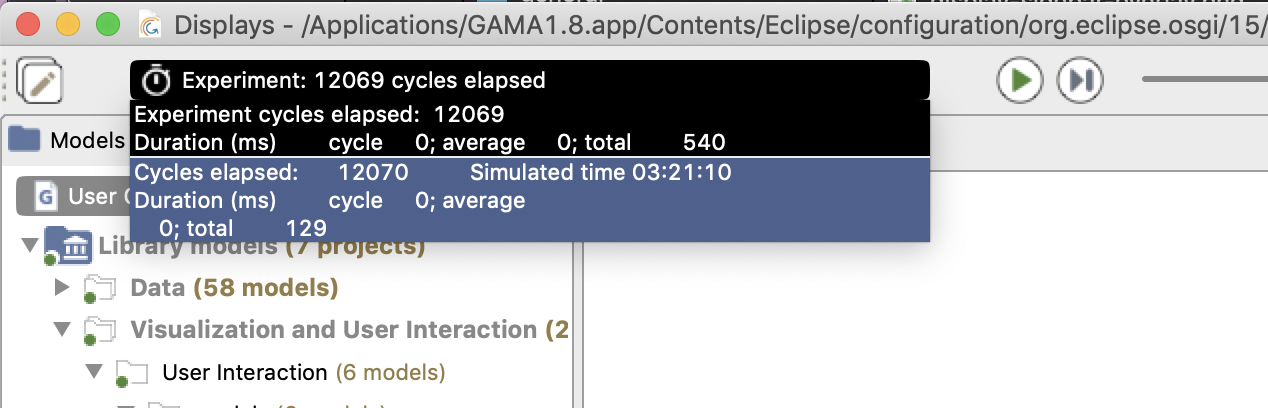 Displays - /Applications/GAMA1.8.app/Contents/Eclipse/configuration/org.eclipse.osgi/15/
Experiment: 12069 cycles elapsed
Experiment cycles elapsed: 12069
Duration (ms) cycle 0; average 0; total 540
Models
Cycles elapsed: 12070 Simulated time 03:21:10
User
Duration (ms) cycle 0; average
0; total 129
Library models (7 projects)
Data (58 models)
Visualization and User Interaction (2
User Interaction (6 models)